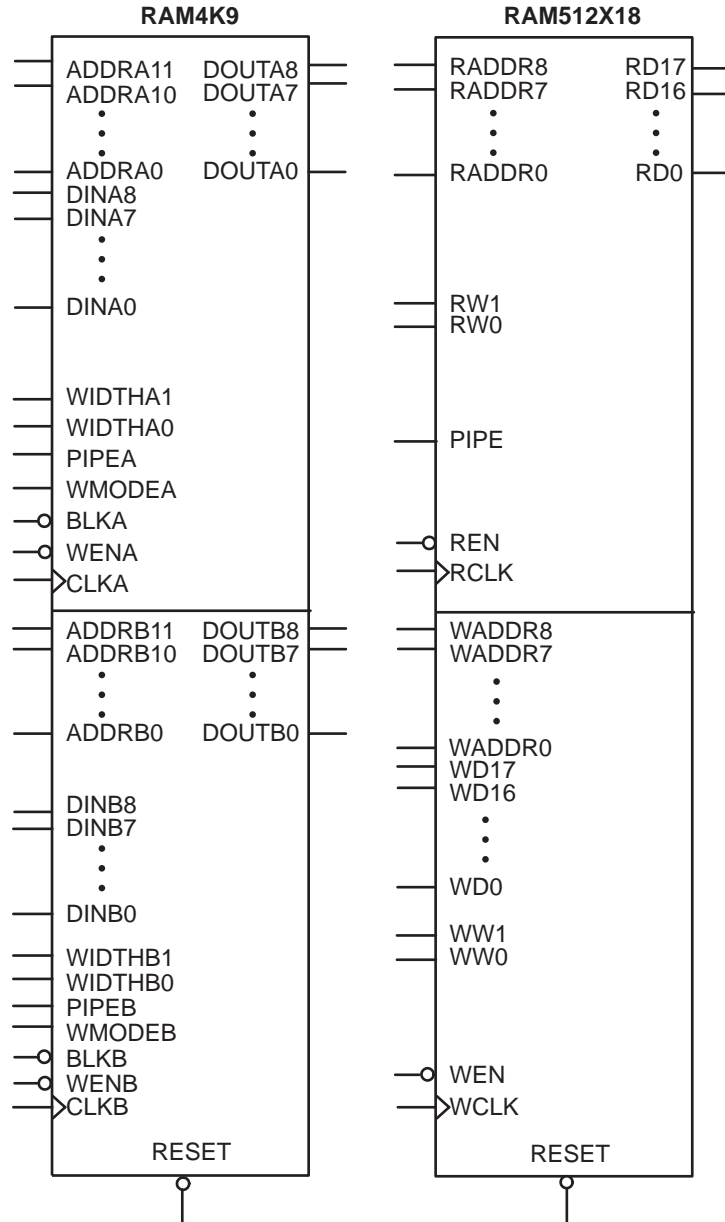 RAM4K9
ADDRA11 DOUTA8
ADDRA10 DOUTA7
ADDRA0 DOUTA0
DINA8
DINA7
DINA0
WIDTHA1
WIDTHA0
PIPEA
WMODEA
BLKA
WENA
CLKA
ADDRB11 DOUTB8
ADDRB10 DOUTB7
ADDRB0 DOUTB0
DINB8
DINB7
DINB0
WIDTHB1
WIDTHB0
PIPEB
WMODEB
BLKB
WENB
CLKB
RESET
RAM512X18
RADDR8 RD17
RADDR7 RD16
RADDR0 RD0
RW1
RW0
PIPE
REN
RCLK
WADDR8
WADDR7
WADDR0
WD17
WD16
WD0
WW1
WW0
WEN
WCLK
RESET